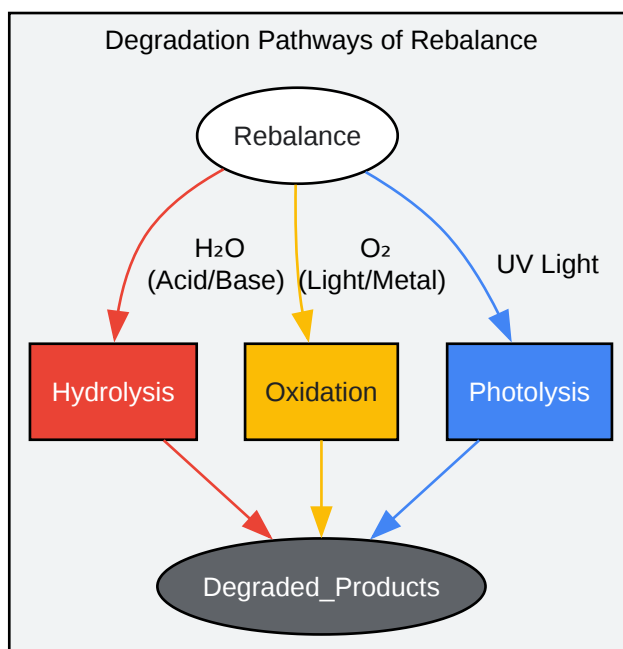 Degradation Pathways of Rebalance
Rebalance
H₂O
(Acid/Base)
O₂
(Light/Metal)
UV Light
Hydrolysis
Oxidation
Photolysis
Degraded_Products